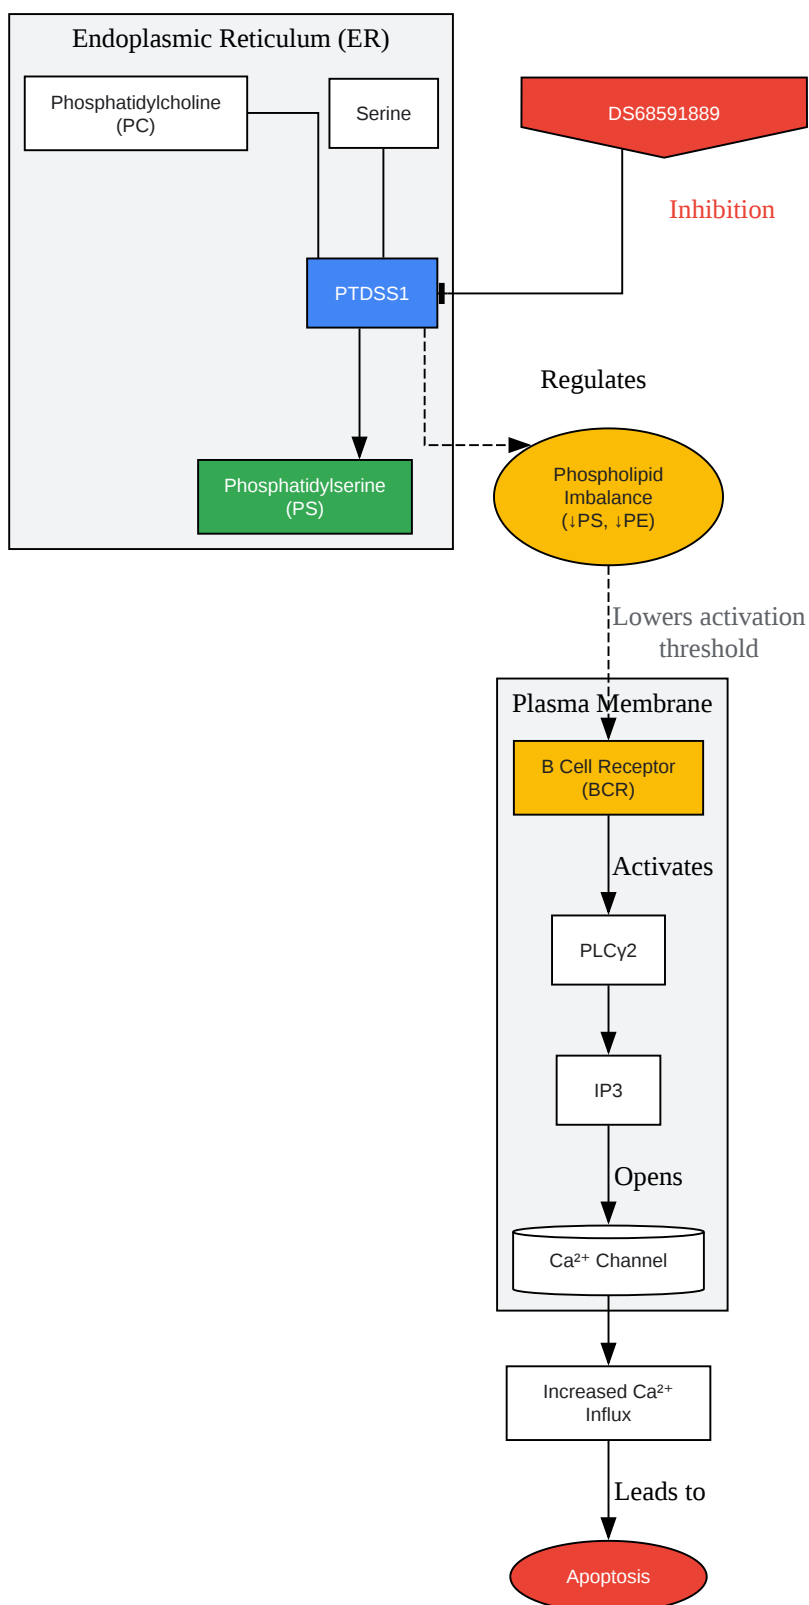 Endoplasmic Reticulum (ER)
Phosphatidylcholine
(PC)
Serine
DS68591889
Inhibition
PTDSS1
Regulates
Phosphatidylserine
(PS)
Phospholipid
Imbalance
(↓PS, ↓PE)
Lowers activation
threshold
Plasma Membrane
B Cell Receptor
(BCR)
Activates
PLCγ2
IP3
Opens
Ca²⁺ Channel
Increased Ca²⁺
Influx
Leads to
Apoptosis